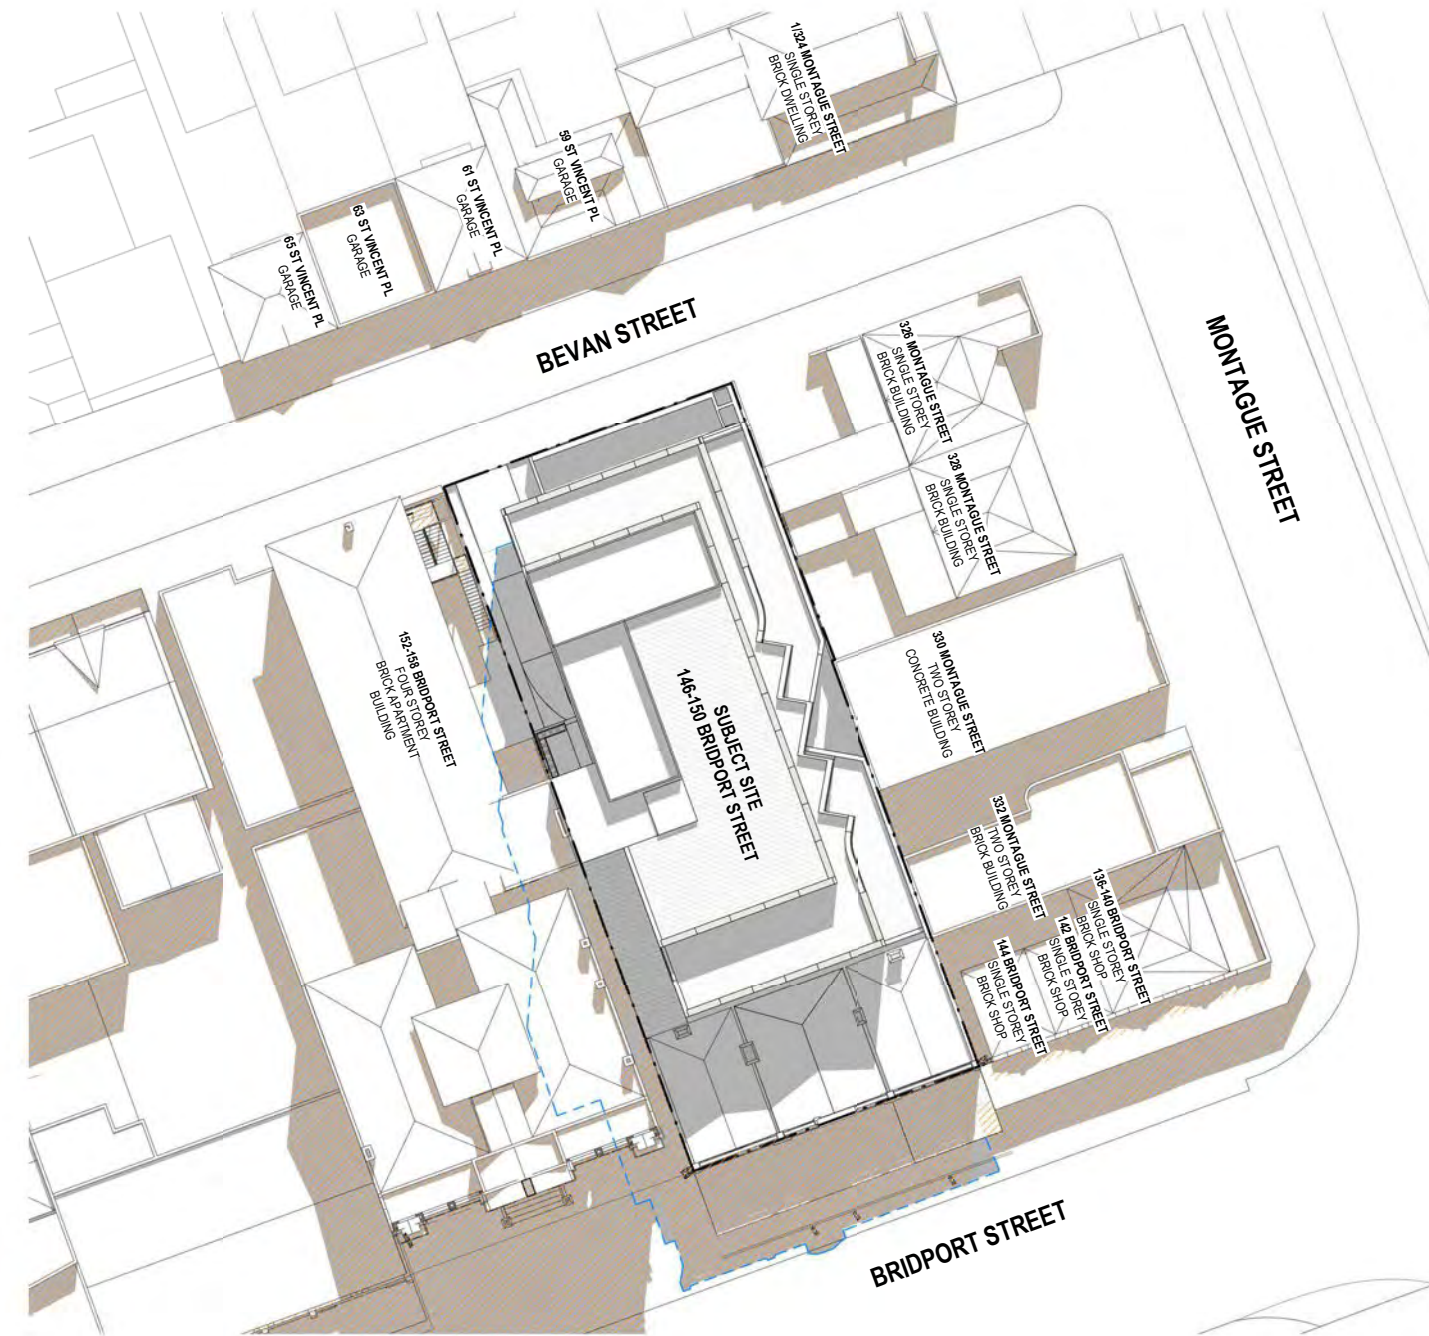 1/324 MONTAGUE STREET
SINGLE STOREY
BRICK DWELLING
59 ST VINCENT PL
GARAGE
61 ST VINCENT PL
GARAGE
63 ST VINCENT PL
GARAGE
65 ST VINCENT PL
GARAGE
BEVAN STREET
MONTAGUE STREET
326 MONTAGUE STREET
SINGLE STOREY
BRICK BUILDING
328 MONTAGUE STREET
SINGLE STOREY
BRICK BUILDING
330 MONTAGUE STREET
TWO STOREY
CONCRETE BUILDING
152-158 BRIDPORT STREET
FOUR STOREY
BRICK APARTMENT
BUILDING
SUBJECT SITE
146-150 BRIDPORT STREET
332 MONTAGUE STREET
TWO STOREY
BRICK BUILDING
136-140 BRIDPORT STREET
SINGLE STOREY
BRICK SHOP
142 BRIDPORT STREET
SINGLE STOREY
BRICK SHOP
144 BRIDPORT STREET
SINGLE STOREY
BRICK SHOP
BRIDPORT STREET